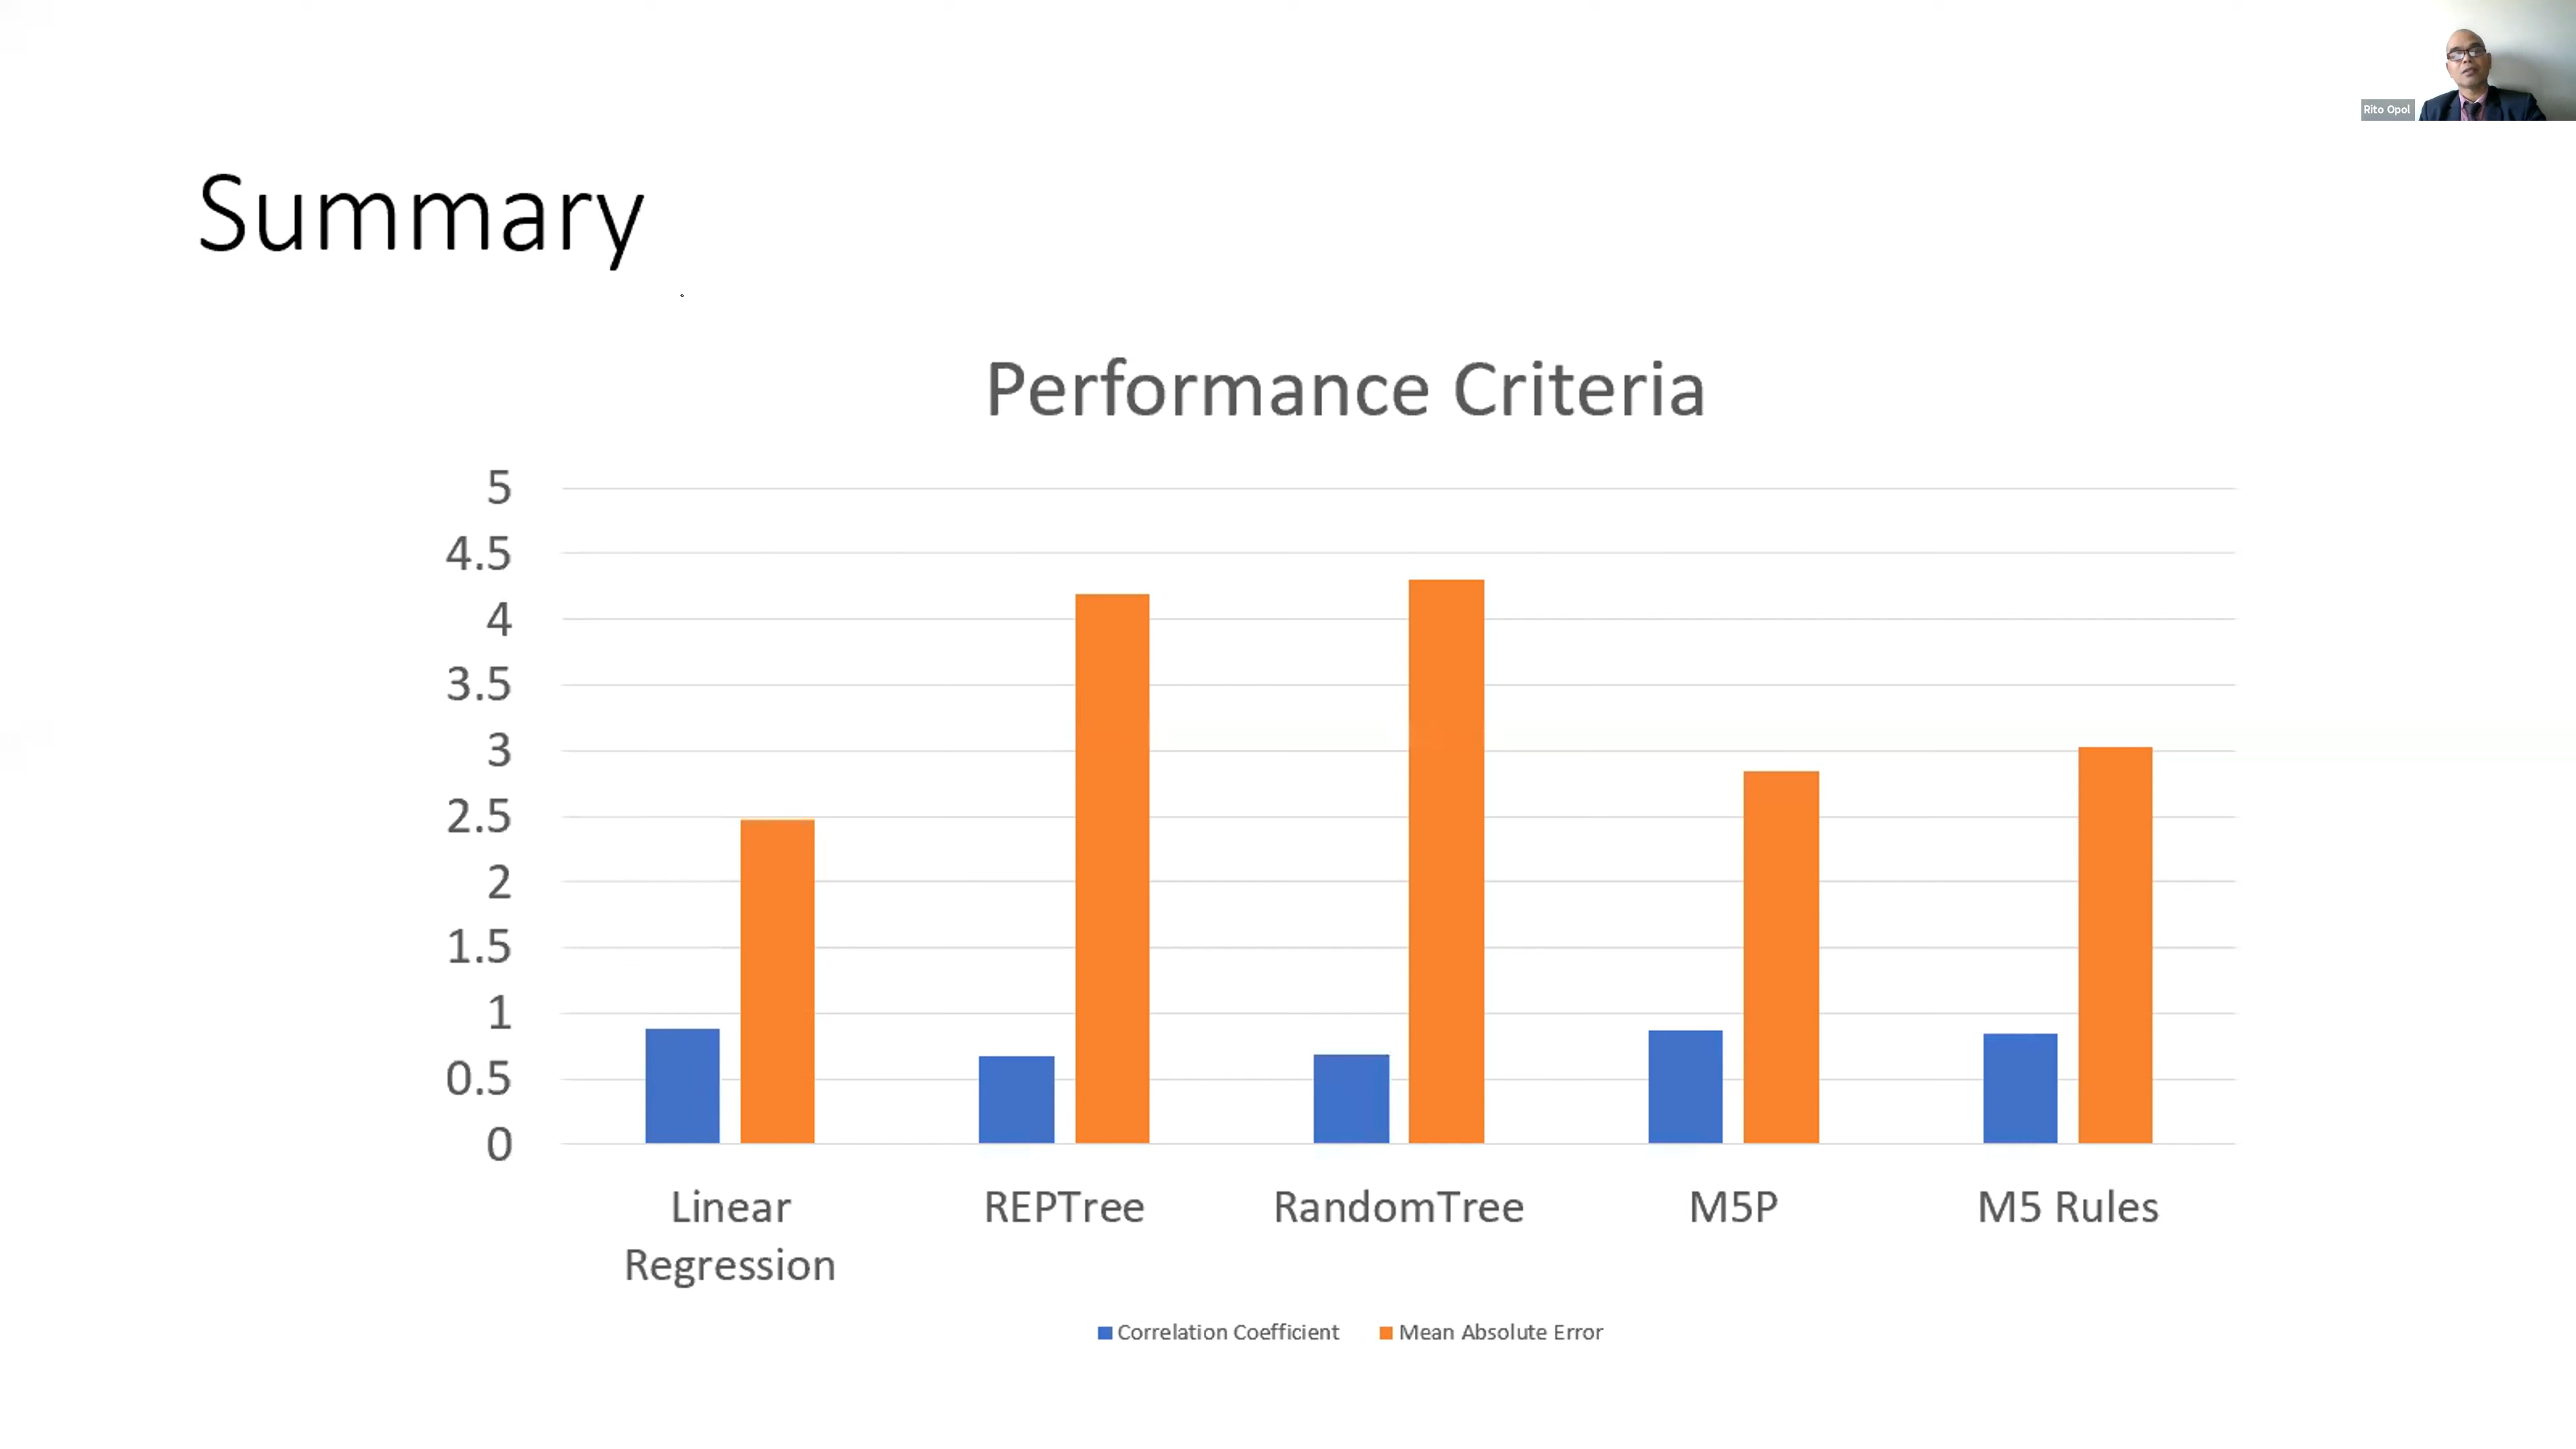 Rito Opol
Summary
Performance Criteria
5
4.5
4
3.5
3
2.5
2
1.5
1
0.5
0
Linear Regression
REPTree
RandomTree
M5P
M5 Rules
Correlation Coefficient
Mean Absolute Error